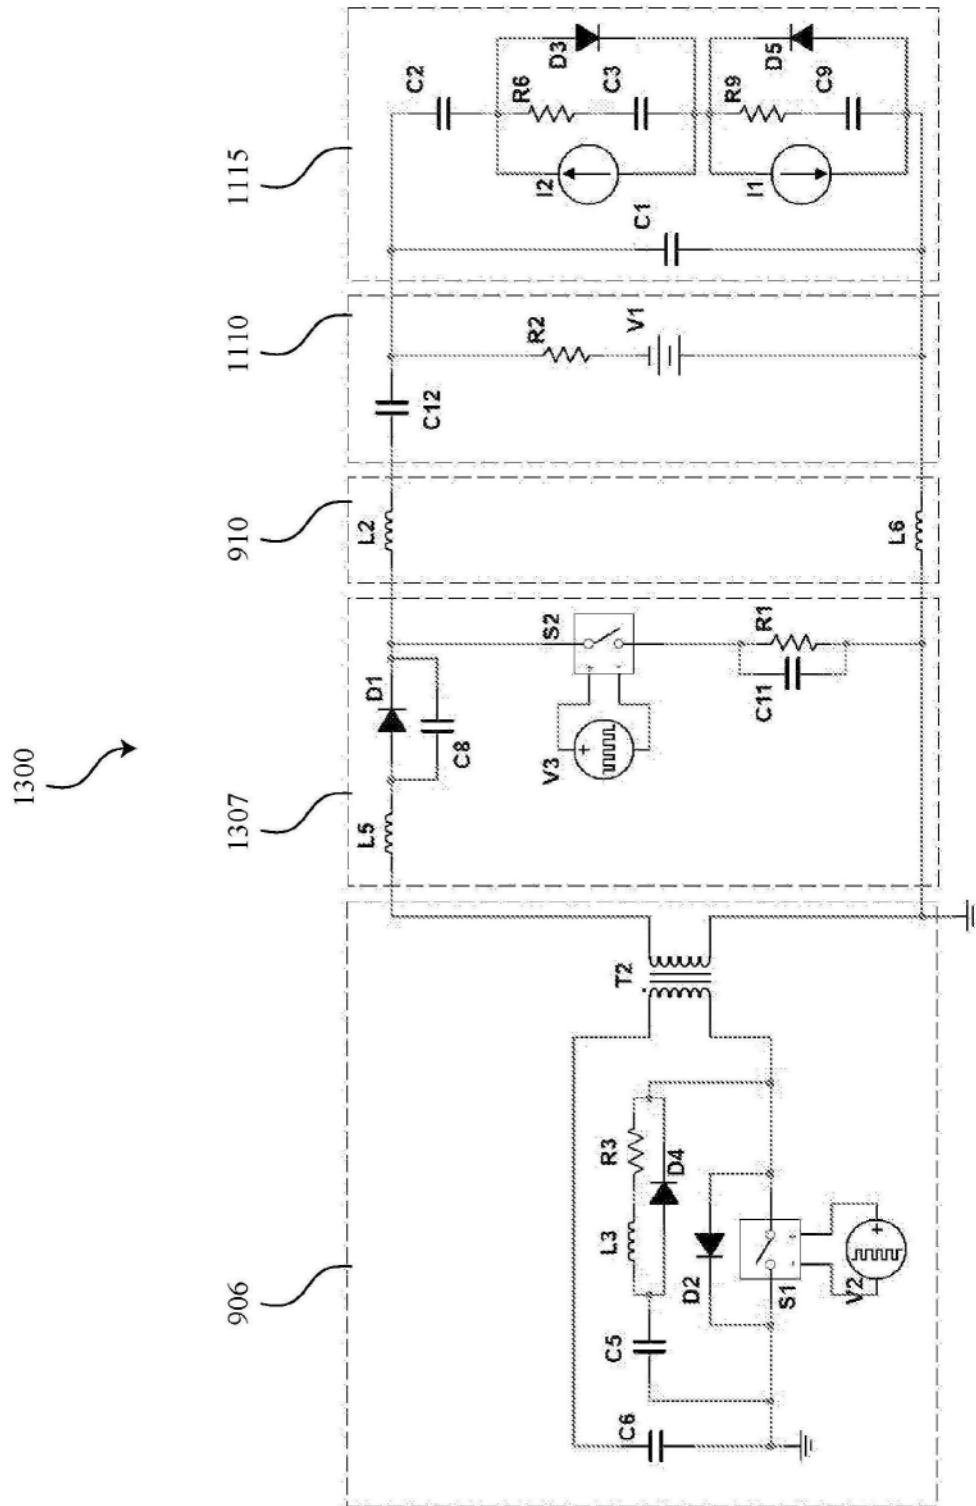 1300
906
1307
910
1110
1115
C6
C5
L3
R3
D4
D2
S1
V2
+
-
+
T2
L5
D1
C8
V3
+
+
-
S2
C11
R1
L2
L6
C12
R2
V1
C1
C2
I2
R6
C3
D3
I1
R9
C9
D5